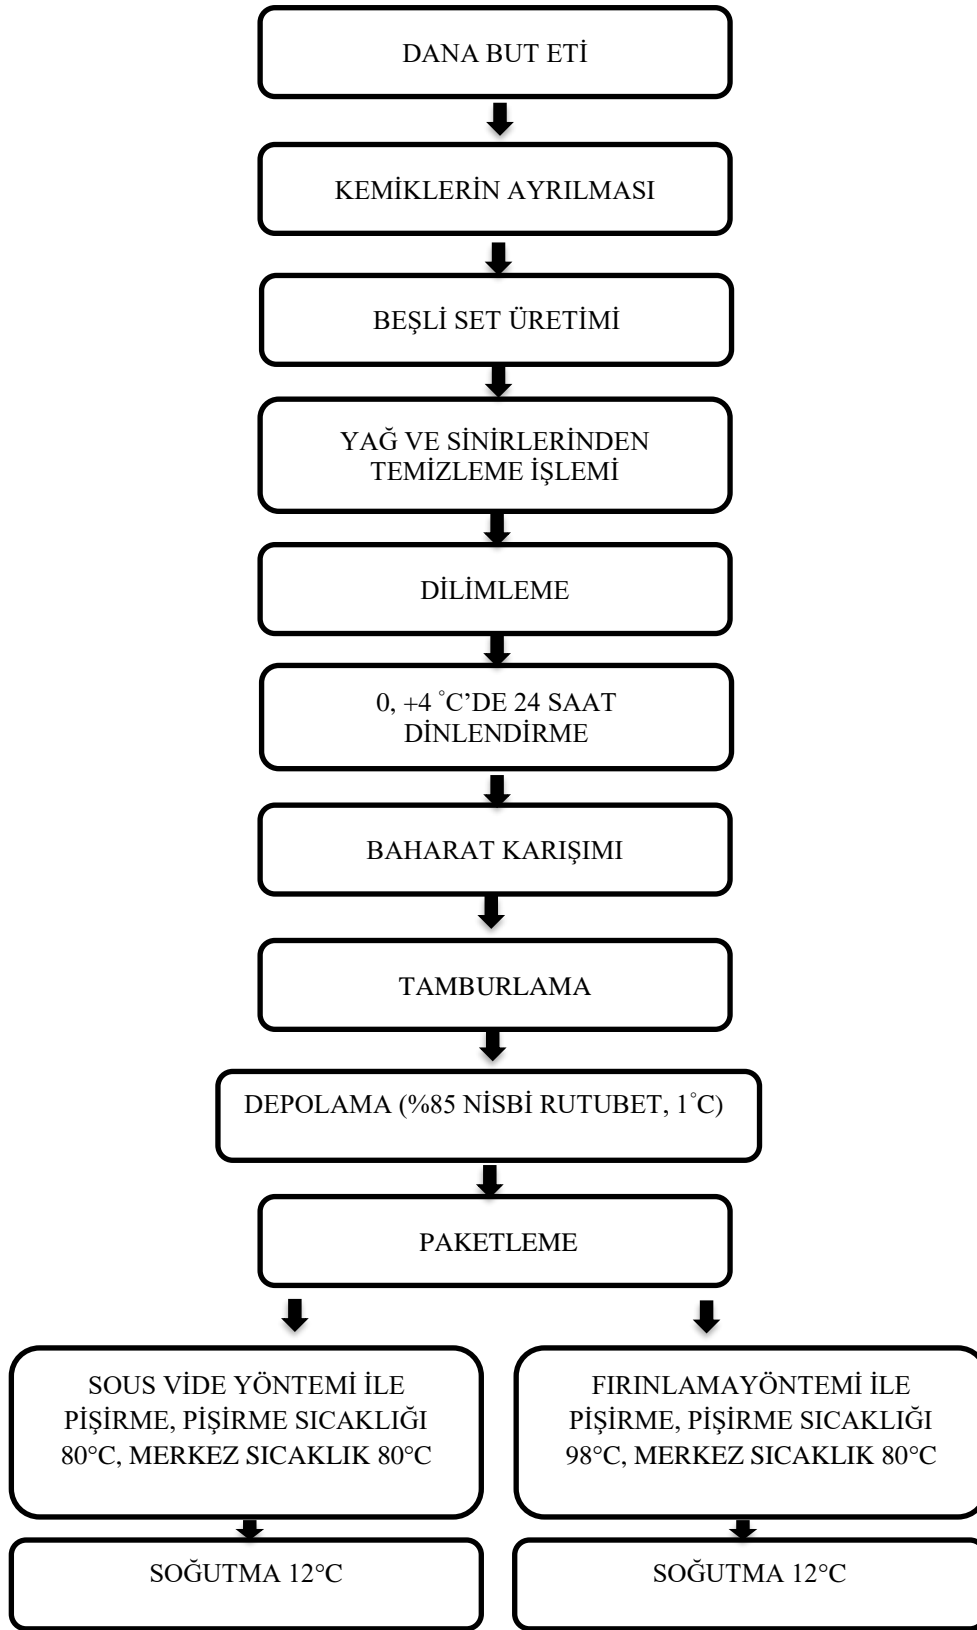 DANA BUT ETİ
KEMİKLERİN AYRILMASI
BEŞLİ SET ÜRETİMİ
YAĞ VE SİNİRLERİNDEN
TEMİZLEME İŞLEMİ
DİLİMLEME
0, +4 °C’DE 24 SAAT
DİNLENDİRME
BAHARAT KARIŞIMI
TAMBURLAMA
DEPOLAMA (%85 NİSBİ RUTUBET, 1°C)
PAKETLEME
SOUS VİDE YÖNTEMİ İLE
PİŞİRME, PİŞİRME SICAKLIĞI
80°C, MERKEZ SICAKLIK 80°C
FIRINLAMAYÖNTEMİ İLE
PİŞİRME, PİŞİRME SICAKLIĞI
98°C, MERKEZ SICAKLIK 80°C
SOĞUTMA 12°C
SOĞUTMA 12°C